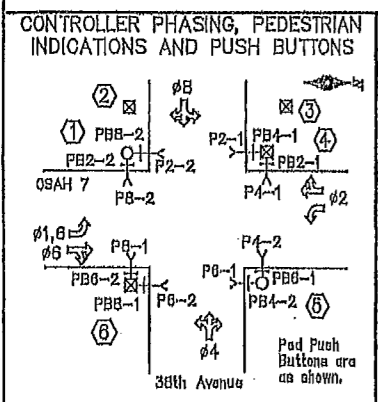 CONTROLLER PHASING, PEDESTRIAN
INDICATIONS AND PUSH BUTTONS
2
ø8
3
1
PB8-2
P2-1
PB4-1
4
PB2-2
P2-2
PB2-1
OSAH 7
P8-2
P4-1
ø2
ø1,6
ø6
P8-1
P4-2
PB6-2
P6-1
PB6-1
PB8-1
P6-2
PB4-2
6
5
ø4
Ped Push
Buttons are
as shown.
38th Avenue